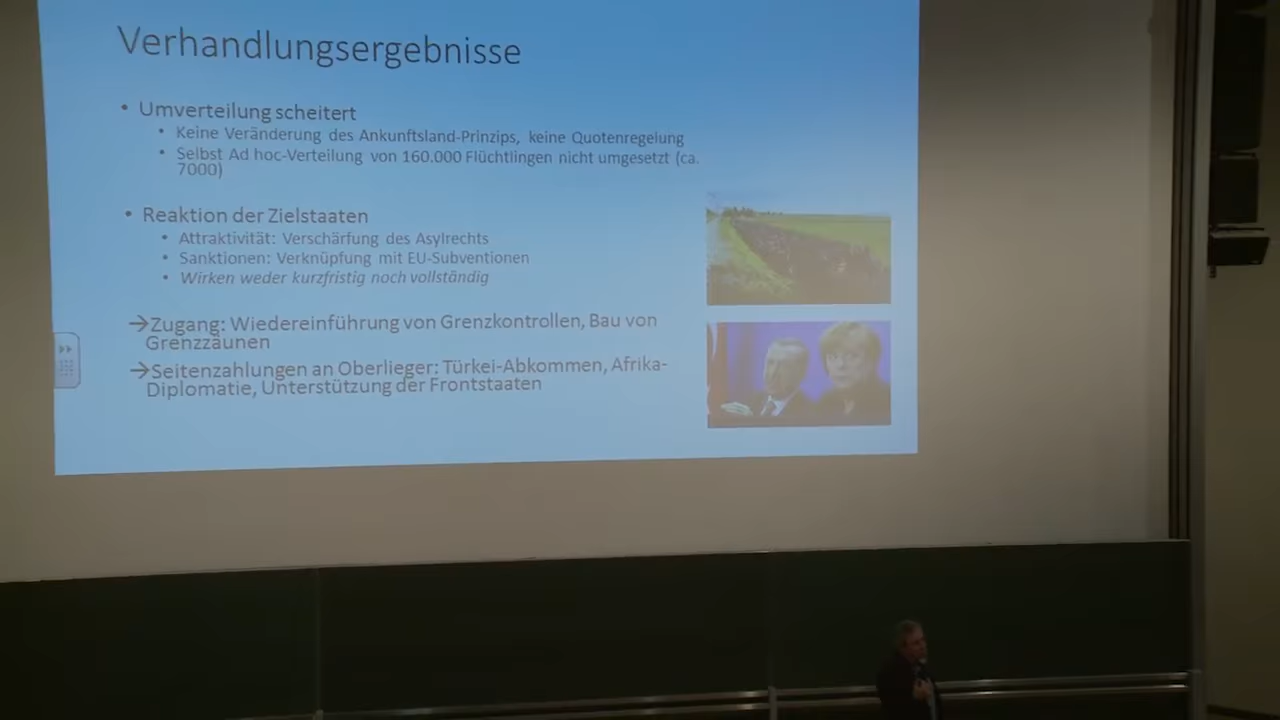 Verhandlungsergebnisse
• Umverteilung scheitert
• Keine Veränderung des Ankunftsland-Prinzips, keine Quotenregelung
• Selbst Ad hoc-Verteilung von 160.000 Flüchtlingen nicht umgesetzt (ca.
7000)
• Reaktion der Zielstaaten
• Attraktivität: Verschärfung des Asylrechts
• Sanktionen: Verknüpfung mit EU-Subventionen
• Wirken weder kurzfristig noch vollständig
→Zugang: Wiedereinführung von Grenzkontrollen, Bau von
Grenzzäunen
→Seitenzahlungen an Oberlieger: Türkei-Abkommen, Afrika-
Diplomatie, Unterstützung der Frontstaaten